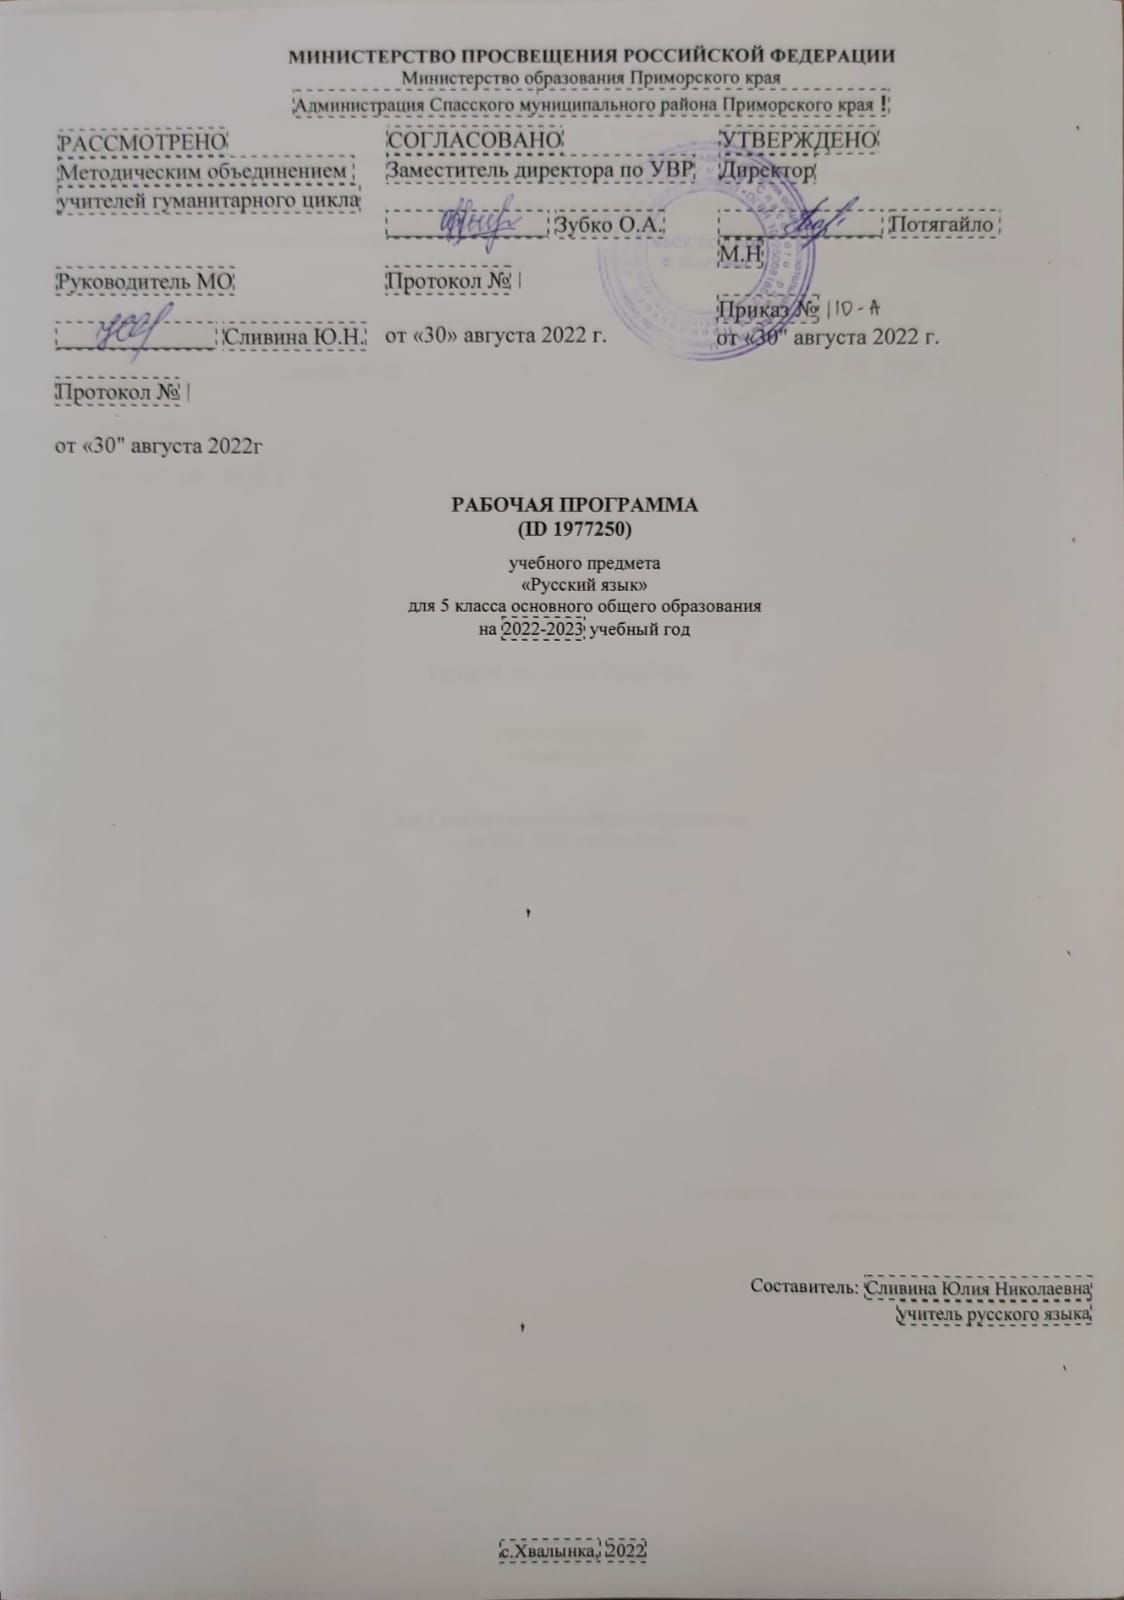 МИНИСТЕРСТВО ПРОСВЕЩЕНИЯ РОССИЙСКОЙ ФЕДЕРАЦИИ
Министерство образования Приморского края
Администрация Спасского муниципального района Приморского края
РАССМОТРЕНО
Методическим объединением
учителей гуманитарного цикла
Руководитель МО
Сливина Ю.Н.
Протокол № 1
от «30" августа 2022г
СОГЛАСОВАНО
Заместитель директора по УВР
Зубко О.А.
Протокол № 1
от «30» августа 2022 г.
УТВЕРЖДЕНО
Директор
Потягайло
М.Н
Приказ № 110-А
от «30" августа 2022 г.
РАБОЧАЯ ПРОГРАММА
(ID 1977250)
учебного предмета
«Русский язык»
для 5 класса основного общего образования
на 2022-2023 учебный год
Составитель: Сливина Юлия Николаевна
учитель русского языка
с.Хвалынка, 2022